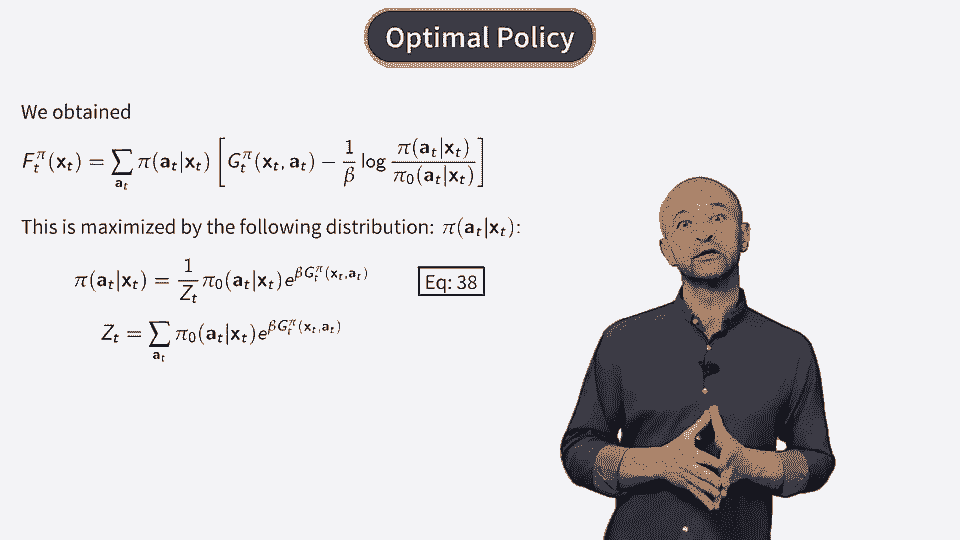 Optimal Policy
We obtained
$F_t^{\pi}(\mathbf{x}_t) = \sum_{\mathbf{a}_t} \pi(\mathbf{a}_t|\mathbf{x}_t) \left[ G_t^{\pi}(\mathbf{x}_t, \mathbf{a}_t) - \frac{1}{\beta} \log \frac{\pi(\mathbf{a}_t|\mathbf{x}_t)}{\pi_0(\mathbf{a}_t|\mathbf{x}_t)} \right]$
This is maximized by the following distribution: $\pi(\mathbf{a}_t|\mathbf{x}_t)$:
$\pi(\mathbf{a}_t|\mathbf{x}_t) = \frac{1}{Z_t} \pi_0(\mathbf{a}_t|\mathbf{x}_t) e^{\beta G_t^{\pi}(\mathbf{x}_t, \mathbf{a}_t)}$ Eq: 38
$Z_t = \sum_{\mathbf{a}_t} \pi_0(\mathbf{a}_t|\mathbf{x}_t) e^{\beta G_t^{\pi}(\mathbf{x}_t, \mathbf{a}_t)}$